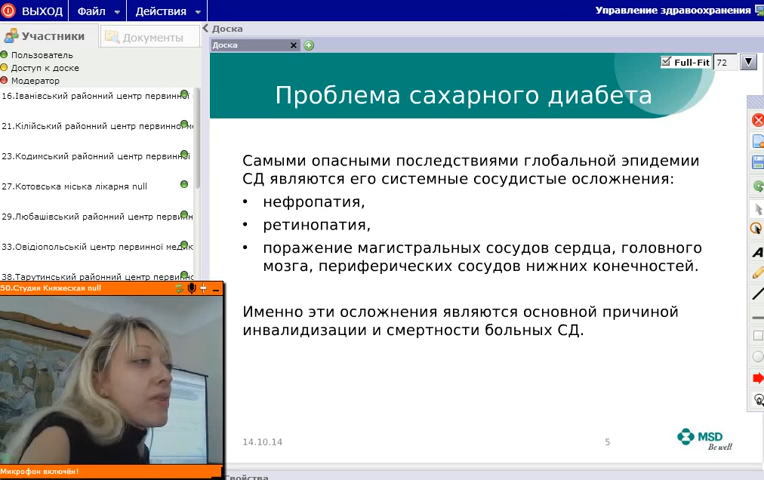 ВЫХОД Файл Действия Управление здравоохранения
Участники Документы
Доска
Доска
Пользователь
Доступ к доске
Модератор
Full-Fit 72
16.Іванівський районний центр первинної
21.Кілійський районний центр первинної
23.Кодимський районний центр первинної
27.Котовська міська лікарня null
29.Любашівський районний центр первинн
33.Овідіопольській центр первинної медик
38.Тарутинський районний центр первинн
50.Студия Княжеская null
Микрофон включён!
Проблема сахарного диабета
Самыми опасными последствиями глобальной эпидемии
СД являются его системные сосудистые осложнения:
• нефропатия,
• ретинопатия,
• поражение магистральных сосудов сердца, головного
мозга, периферических сосудов нижних конечностей.
Именно эти осложнения являются основной причиной
инвалидизации и смертности больных СД.
14.10.14 5 MSD
Be well
Свойства